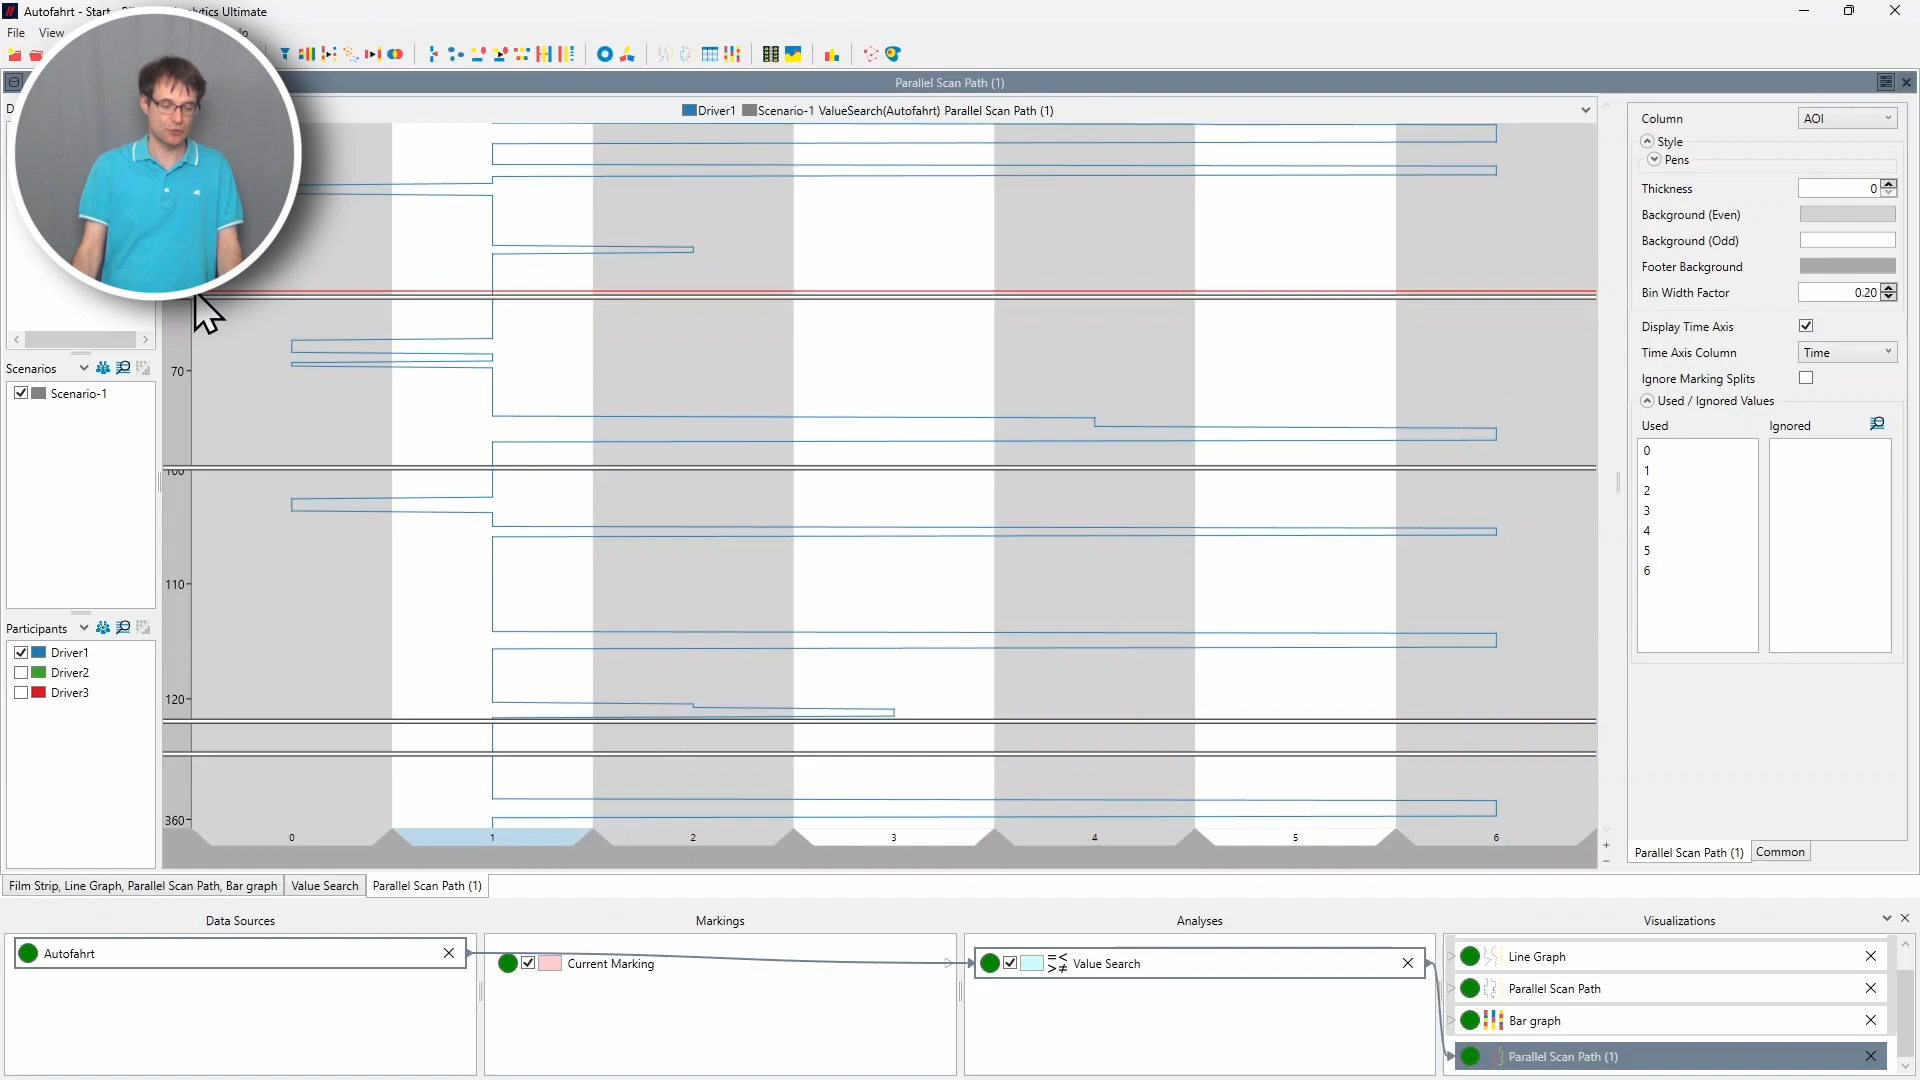 Autofahrt - Start
ytics Ultimate
File View
Parallel Scan Path (1)
Driver1 Scenario-1 ValueSearch(Autofahrt) Parallel Scan Path (1)
Column AOI
Style
Pens
Thickness 0
Background (Even)
Background (Odd)
Footer Background
Bin Width Factor 0.20
Display Time Axis
Time Axis Column Time
Ignore Marking Splits
Used / Ignored Values
Used Ignored
0
1
2
3
4
5
6
Scenarios
Scenario-1
Participants
Driver1
Driver2
Driver3
70
100
110
120
360
0 1 2 3 4 5 6
Parallel Scan Path (1) Common
Film Strip, Line Graph, Parallel Scan Path, Bar graph Value Search Parallel Scan Path (1)
Data Sources Markings Analyses Visualizations
Autofahrt
Current Marking
Value Search
Line Graph
Parallel Scan Path
Bar graph
Parallel Scan Path (1)